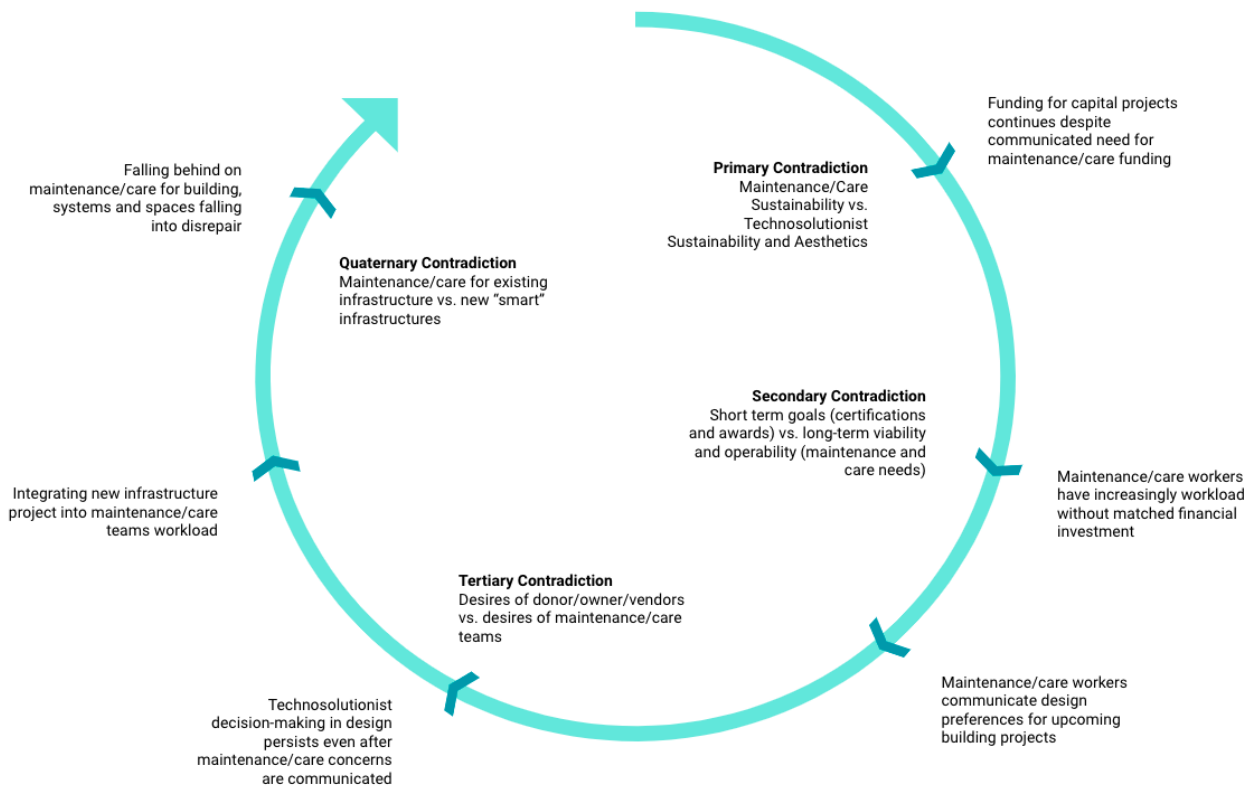 Funding for capital projects
continues despite
communicated need for
maintenance/care funding
Primary Contradiction
Maintenance/Care
Sustainability vs.
Technosolutionist
Sustainability and Aesthetics
Secondary Contradiction
Short term goals (certifications
and awards) vs. long-term viability
and operability (maintenance and
care needs)
Maintenance/care workers
have increasingly workload
without matched financial
investment
Maintenance/care workers
communicate design
preferences for upcoming
building projects
Tertiary Contradiction
Desires of donor/owner/vendors
vs. desires of maintenance/care
teams
Technosolutionist
decision-making in design
persists even after
maintenance/care concerns
are communicated
Integrating new infrastructure
project into maintenance/care
teams workload
Quaternary Contradiction
Maintenance/care for existing
infrastructure vs. new “smart”
infrastructures
Falling behind on
maintenance/care for building,
systems and spaces falling
into disrepair